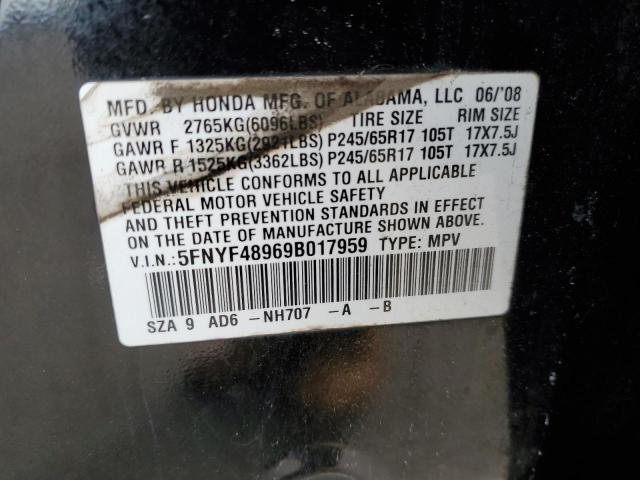 MFD. BY HONDA MFG. OF ALABAMA, LLC 06/'08
GVWR 2765KG(6096LBS) TIRE SIZE RIM SIZE
GAWR F 1325KG(2921LBS) P245/65R17 105T 17X7.5J
GAWR R 1525KG(3362LBS) P245/65R17 105T 17X7.5J
THIS VEHICLE CONFORMS TO ALL APPLICABLE
FEDERAL MOTOR VEHICLE SAFETY
AND THEFT PREVENTION STANDARDS IN EFFECT
ON THE DATE OF MANUFACTURE SHOWN ABOVE.
V.I.N.:5FNYF48969B017959 TYPE: MPV
SZA 9 AD6 -NH707 -A -B